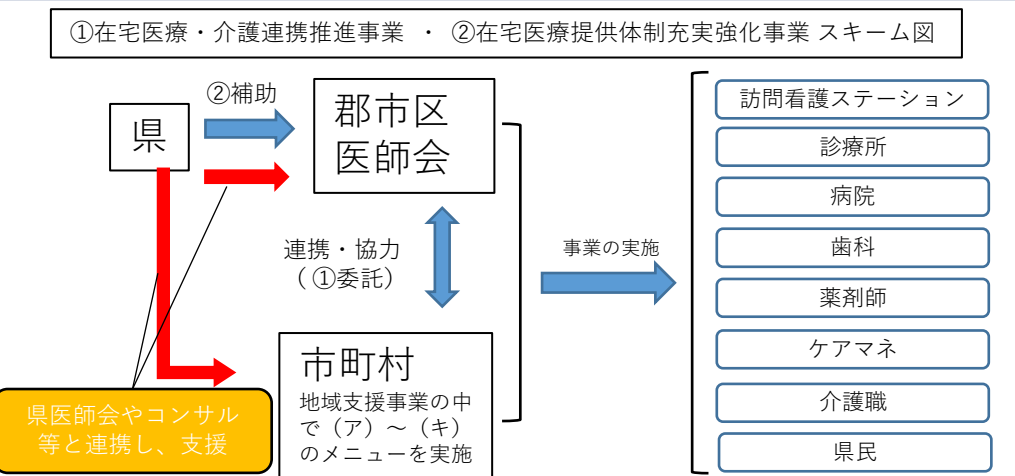 ①在宅医療・介護連携推進事業 ・ ②在宅医療提供体制充実強化事業 スキーム図
②補助
県
郡市区
医師会
連携・協力
（①委託）
市町村
地域支援事業の中
で（ア）～（キ）
のメニューを実施
県医師会やコンサル
等と連携し、支援
事業の実施
訪問看護ステーション
診療所
病院
歯科
薬剤師
ケアマネ
介護職
県民